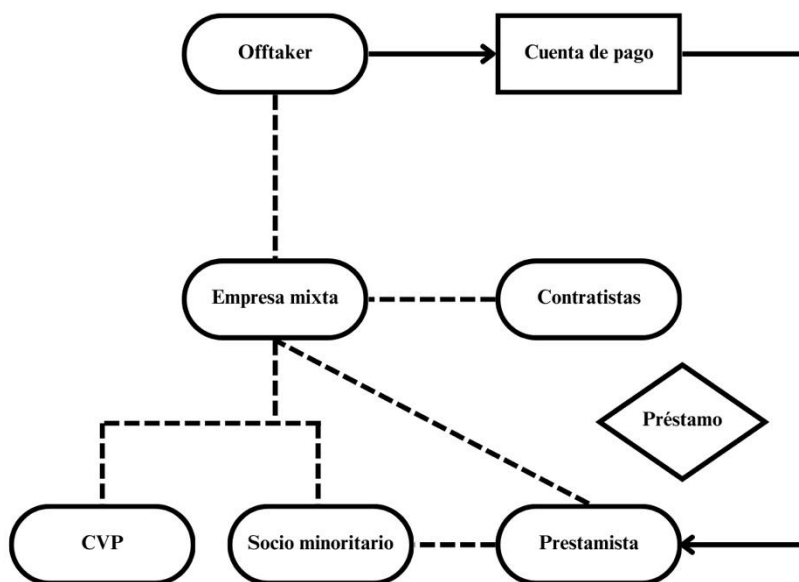 Offtaker
Cuenta de pago
Empresa mixta
Contratistas
Préstamo
CVP
Socio minoritario
Prestamista